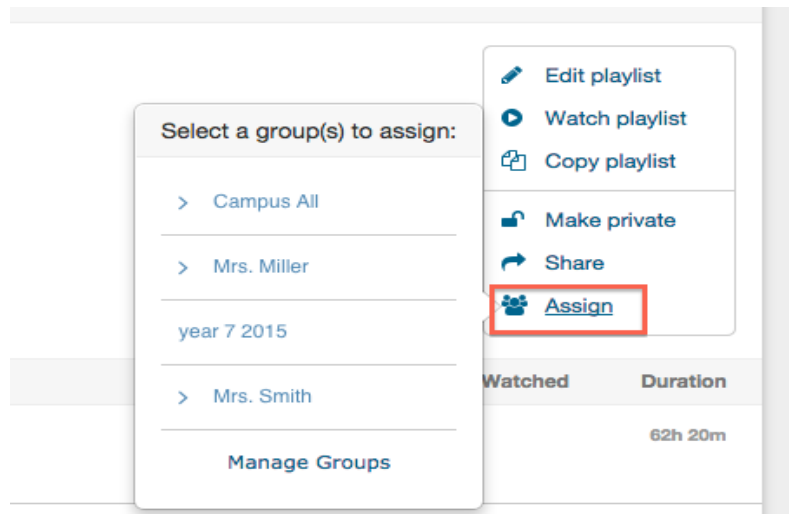 Edit playlist
Watch playlist
Copy playlist
Make private
Share
Assign
Select a group(s) to assign:
Campus All
Mrs. Miller
year 7 2015
Mrs. Smith
Manage Groups
Watched Duration
62h 20m